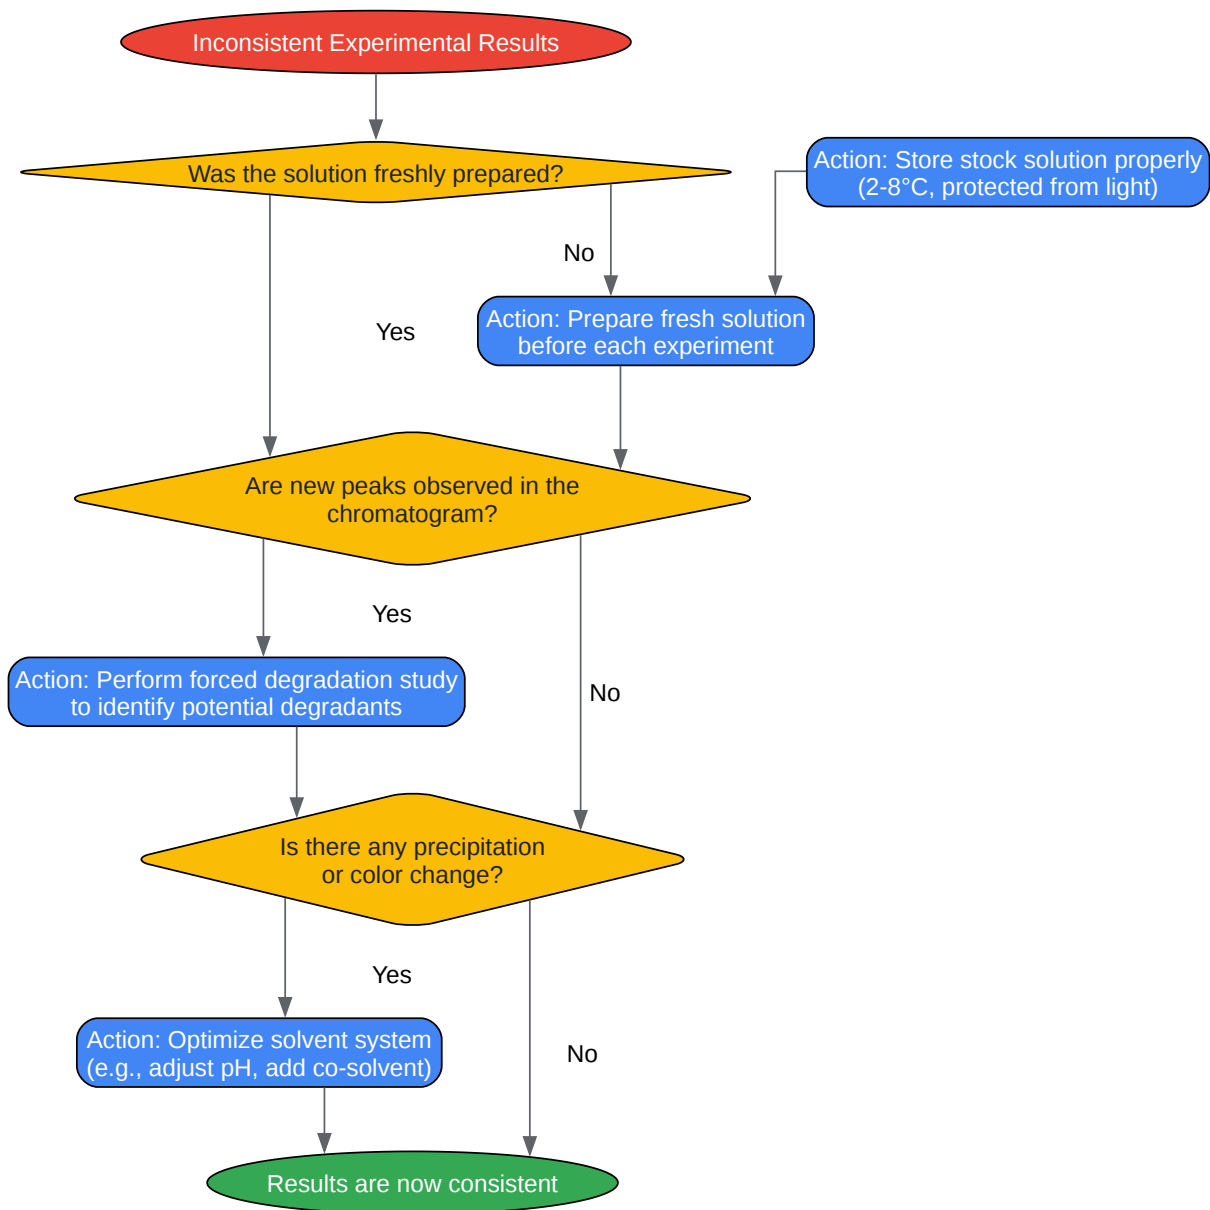 Inconsistent Experimental Results
Was the solution freshly prepared?
Action: Store stock solution properly
(2-8°C, protected from light)
No
Yes
Action: Prepare fresh solution
before each experiment
Are new peaks observed in the
chromatogram?
Yes
Action: Perform forced degradation study
to identify potential degradants
No
Is there any precipitation
or color change?
Yes
Action: Optimize solvent system
(e.g., adjust pH, add co-solvent)
No
Results are now consistent